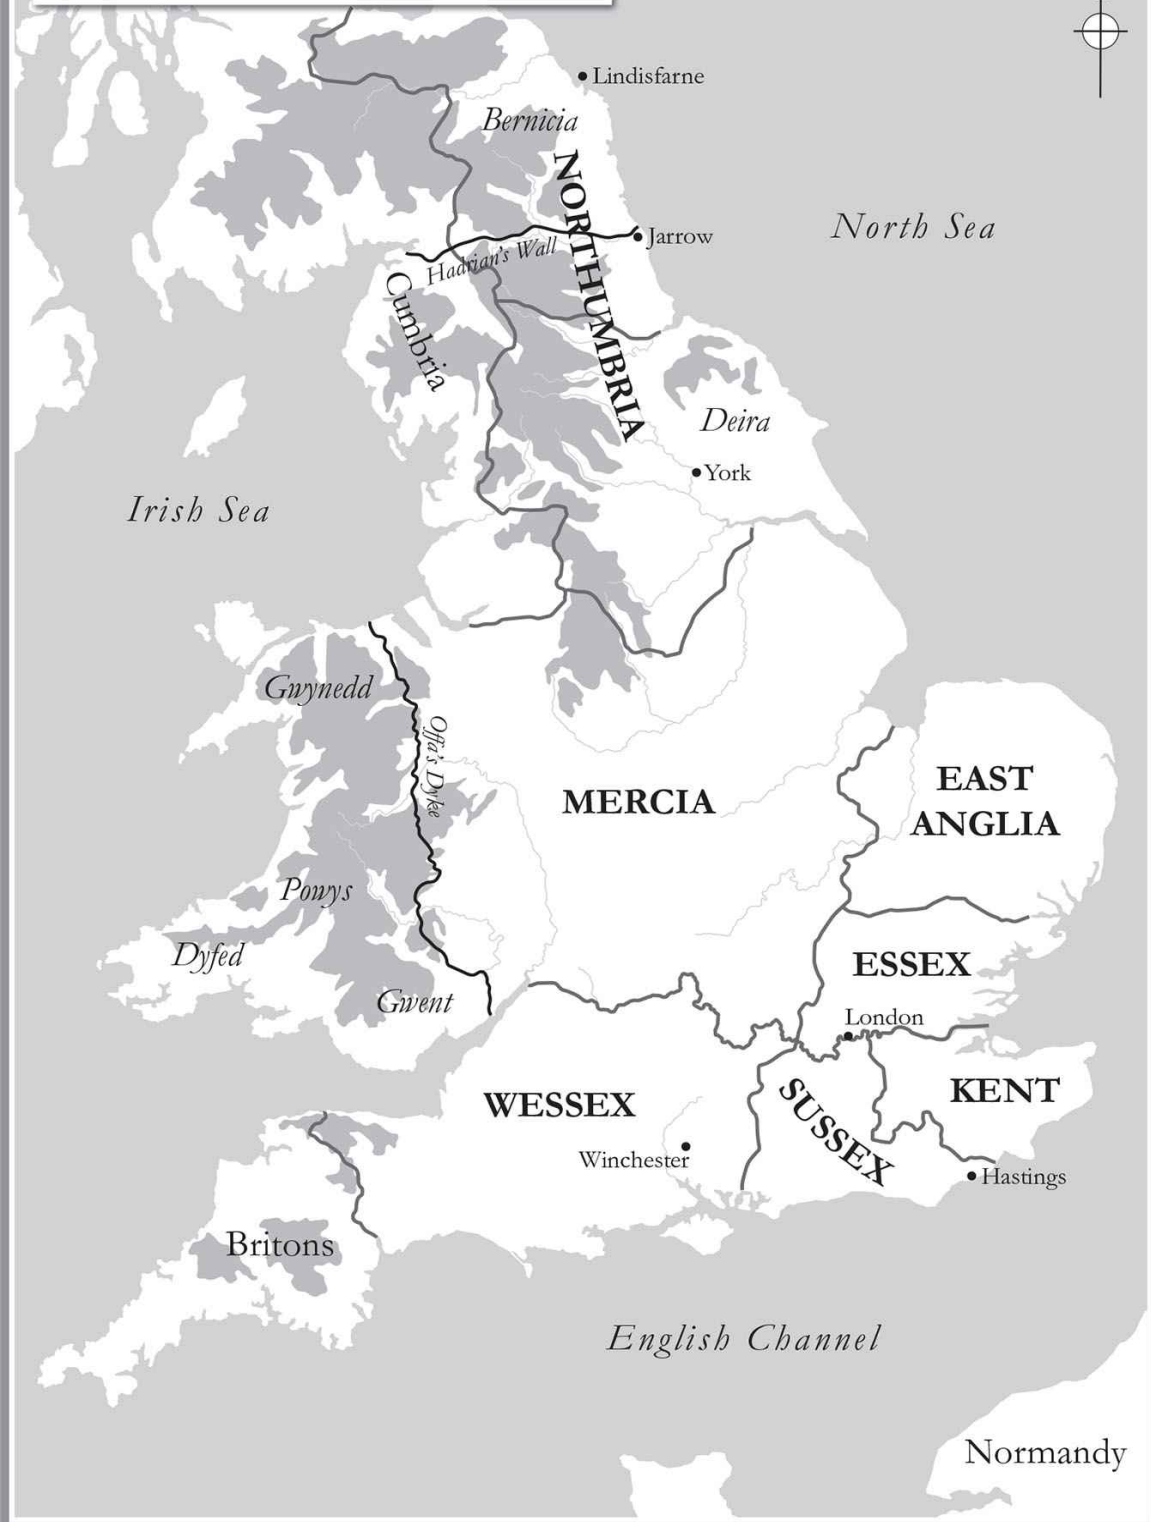 Lindisfarne
Bernicia
NORTHUMBRIA
North Sea
Jarrow
Hadrian's Wall
Cumbria
Deira
York
Irish Sea
Gwynedd
Offa's Dyke
MERCIA
EAST
ANGLIA
Powys
Dyfed
ESSEX
Gwent
London
WESSEX
SUSSEX
KENT
Winchester
Hastings
Britons
English Channel
Normandy